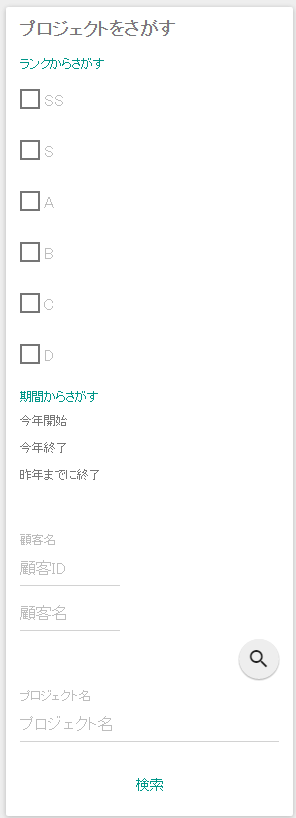 プロジェクトをさがす
ランクからさがす
SS
S
A
B
C
D
期間からさがす
今年開始
今年終了
昨年までに終了
顧客名
顧客ID
顧客名
プロジェクト名
プロジェクト名
検索